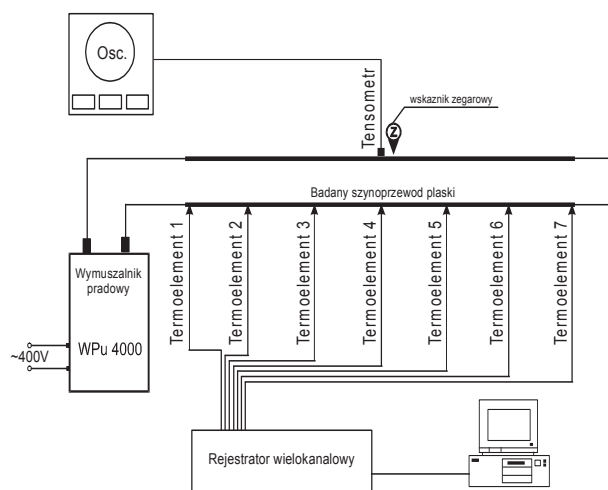 Osc.
Tensometr
wskaznik zegarowy
Z
Badany szynoprzewod plaski
Termoelement 1
Termoelement 2
Termoelement 3
Termoelement 4
Termoelement 5
Termoelement 6
Termoelement 7
Wymuszalnik
pradowy
WPu 4000
~400V
Rejestrator wielokanalowy